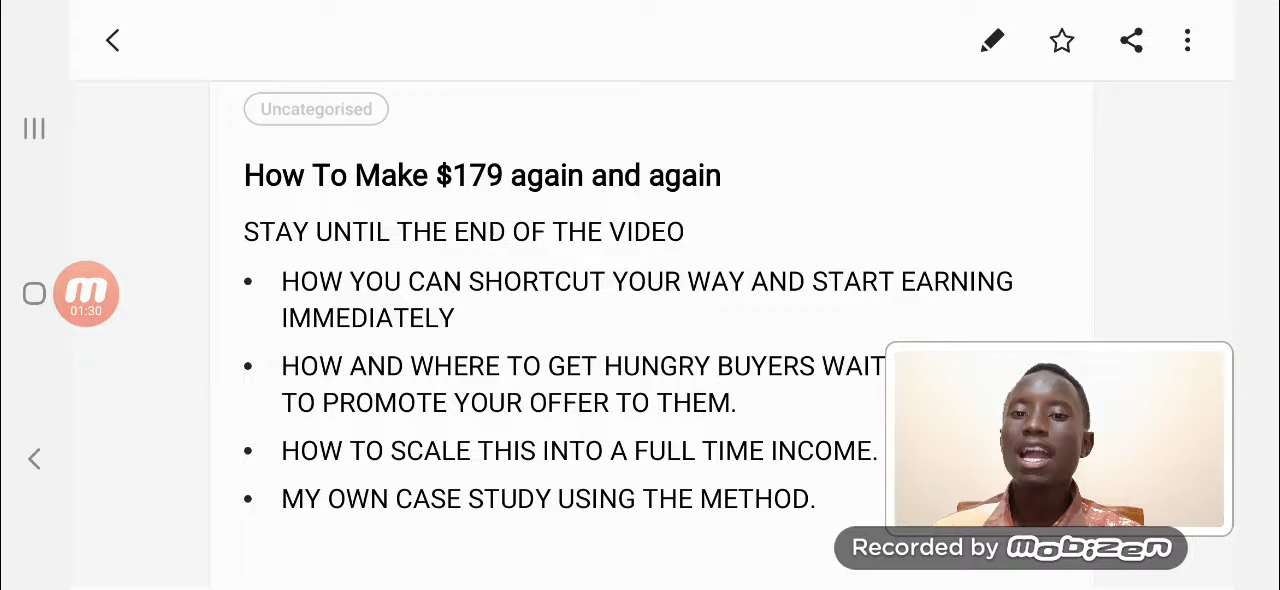 Uncategorised
How To Make $179 again and again
STAY UNTIL THE END OF THE VIDEO
• HOW YOU CAN SHORTCUT YOUR WAY AND START EARNING
IMMEDIATELY
01:30
• HOW AND WHERE TO GET HUNGRY BUYERS WAIT
TO PROMOTE YOUR OFFER TO THEM.
• HOW TO SCALE THIS INTO A FULL TIME INCOME.
• MY OWN CASE STUDY USING THE METHOD.
Recorded by mobizen